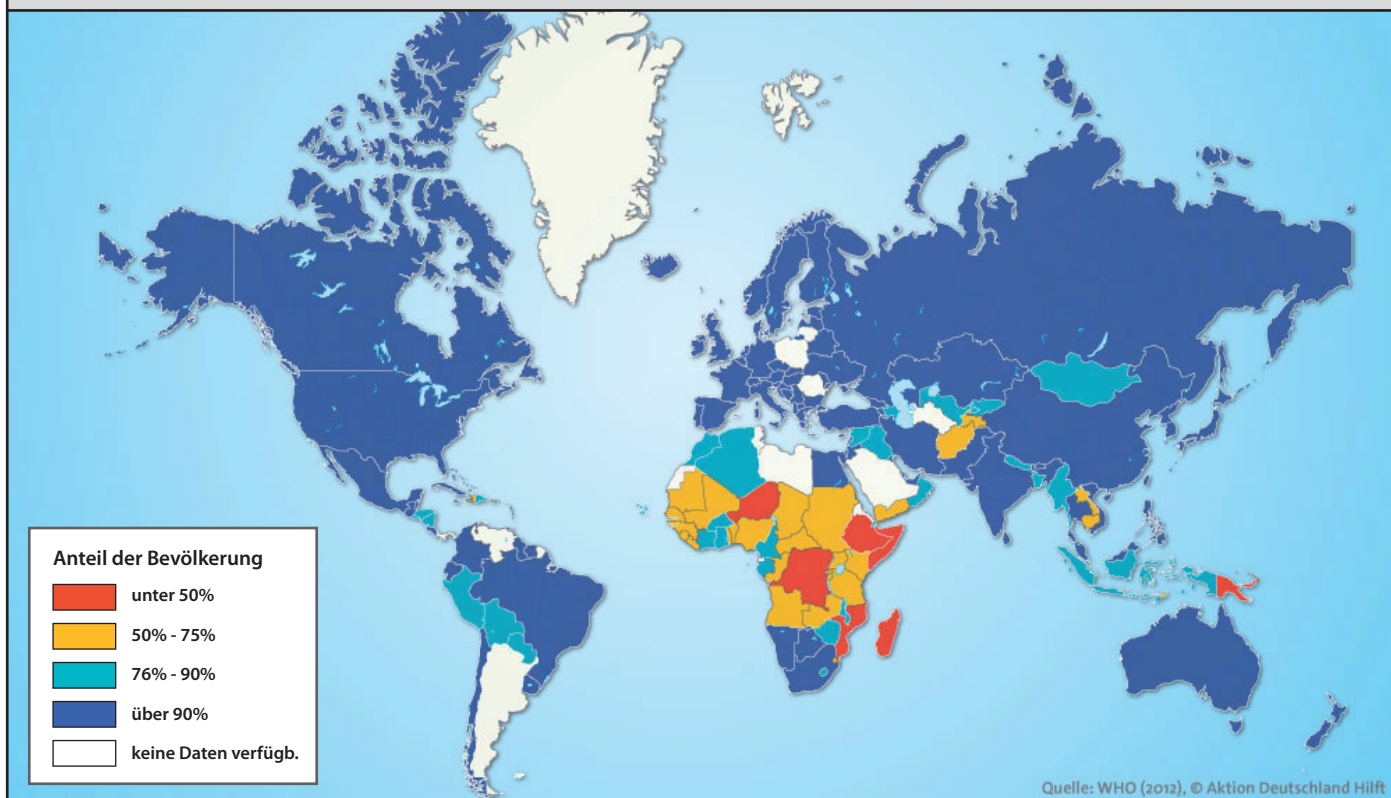 Anteil der Bevölkerung
unter 50%
50% - 75%
76% - 90%
über 90%
keine Daten verfügb.
Quelle: WHO (2012), © Aktion Deutschland Hilft